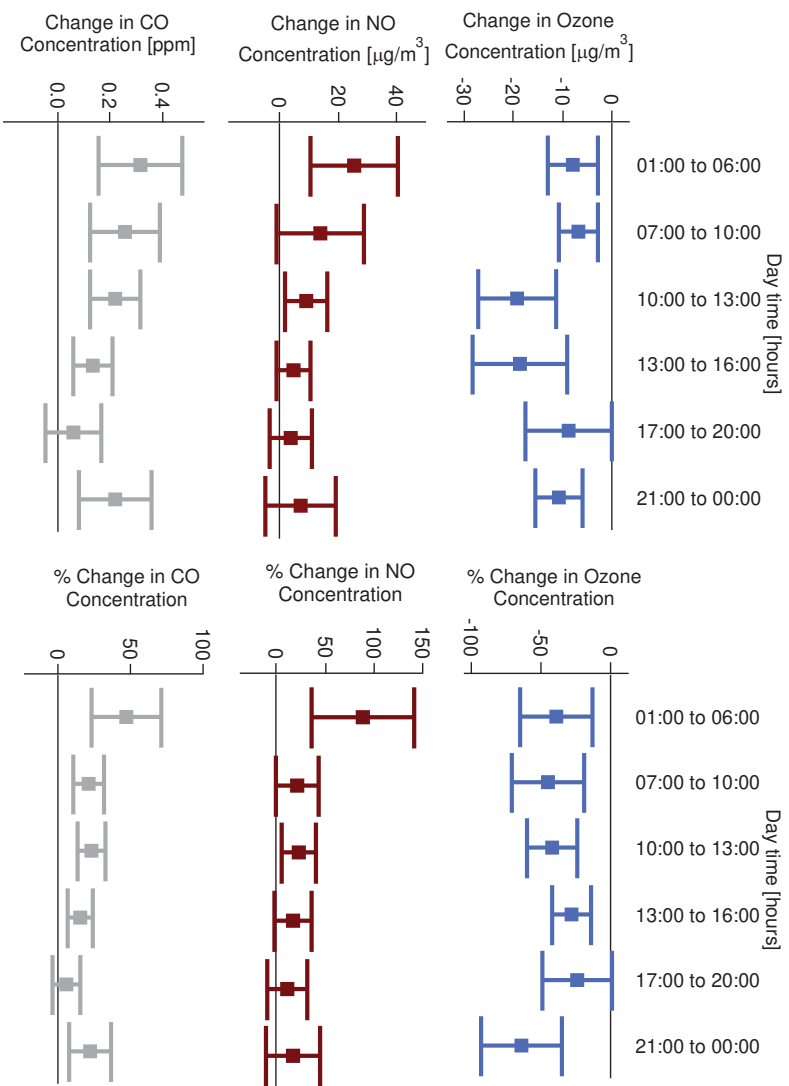 Change in CO
Concentration [ppm]
0.0
0.2
0.4
Change in NO
Concentration [μg/m³]
0
20
40
Change in Ozone
Concentration [μg/m³]
-30
-20
-10
0
01:00 to 06:00
07:00 to 10:00
10:00 to 13:00
13:00 to 16:00
17:00 to 20:00
21:00 to 00:00
Day time [hours]
% Change in CO
Concentration
0
50
100
% Change in NO
Concentration
0
50
100
150
% Change in Ozone
Concentration
-100
-50
0
01:00 to 06:00
07:00 to 10:00
10:00 to 13:00
13:00 to 16:00
17:00 to 20:00
21:00 to 00:00
Day time [hours]